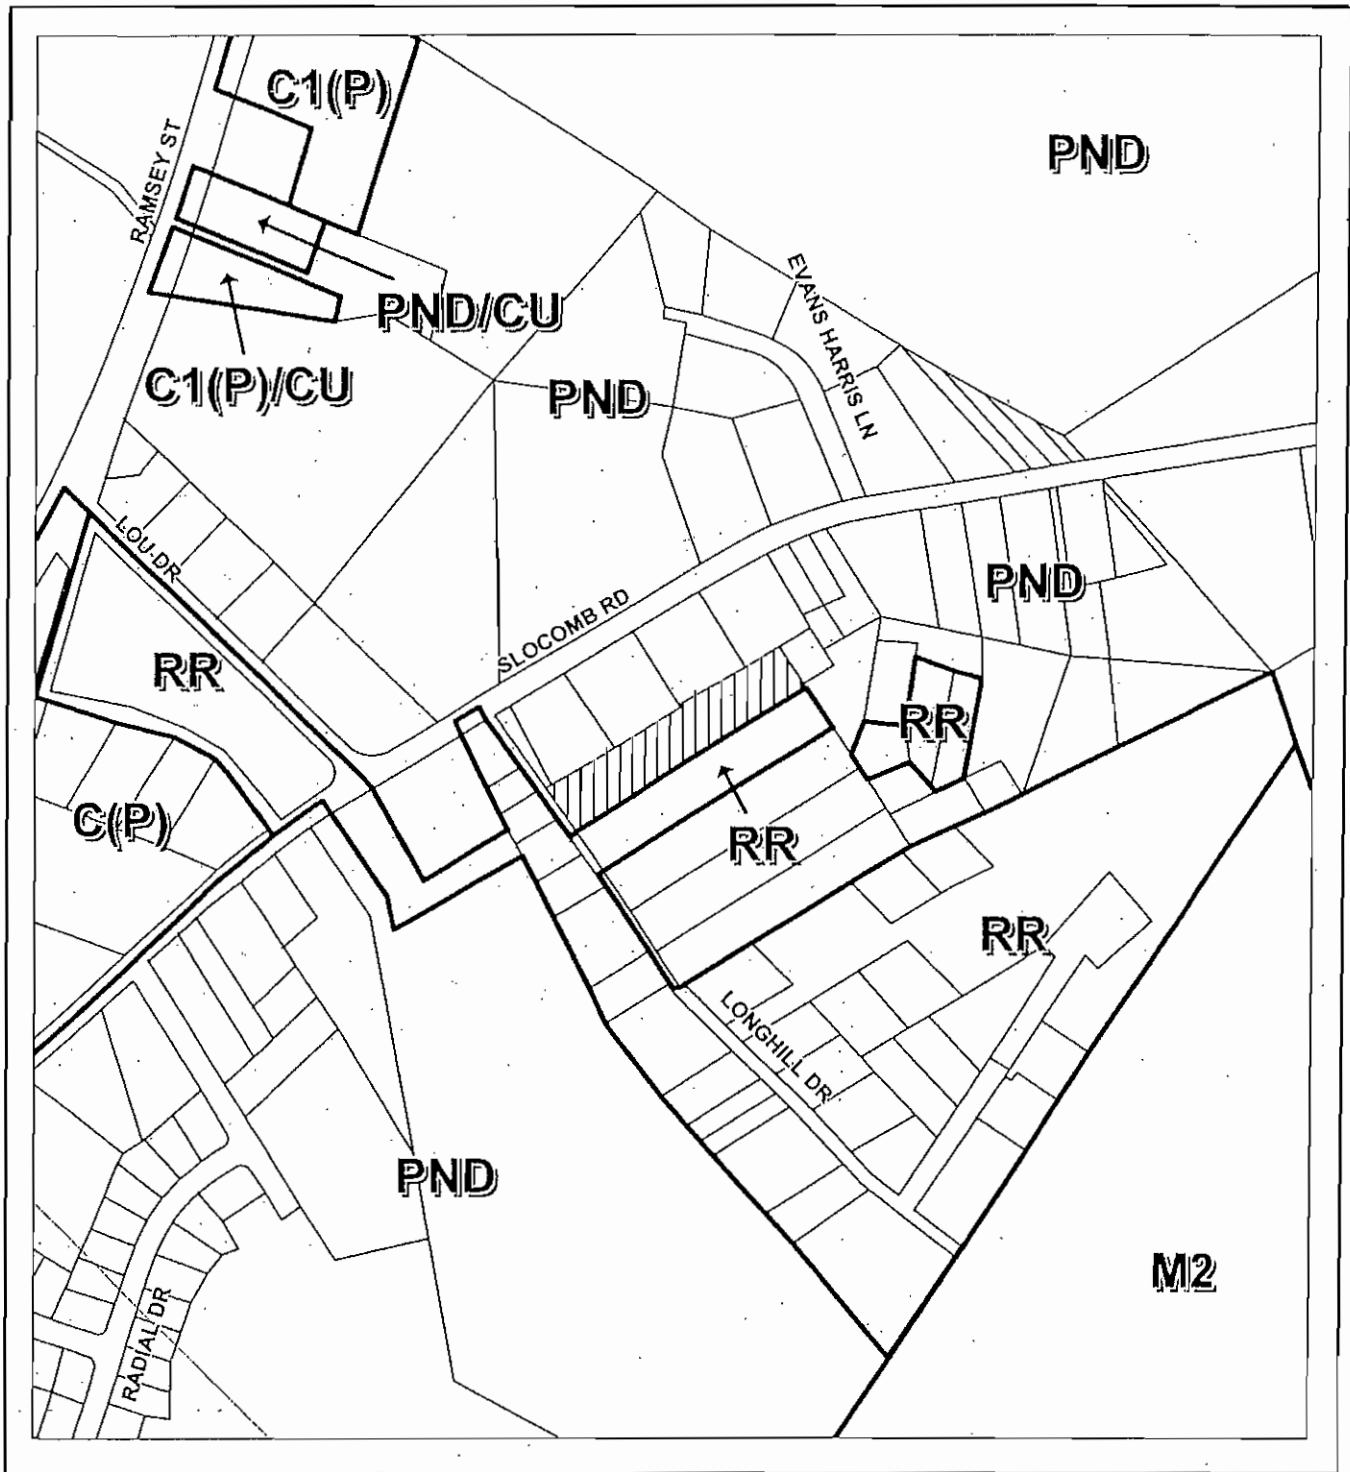 C1(P)
PND
RAMSEY ST
EVANS HARRIS LN
PND/CU
C1(P)/CU
PND
LOU DR
SLOCOMB RD
PND
RR
RR
C(P)
RR
RR
LONGHILL DR
PND
M2
RADIAL DR